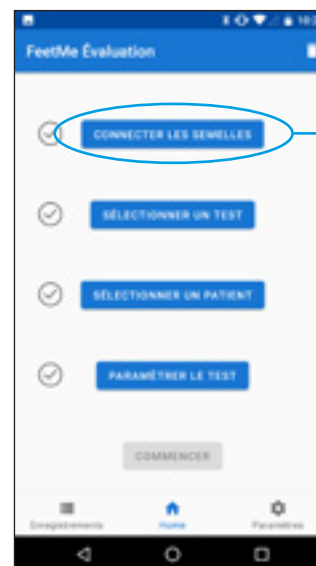 FeetMe Évaluation
CONNECTER LES SEMELLES
SÉLECTIONNER UN TEST
SÉLECTIONNER UN PATIENT
PARAMÉTRER LE TEST
COMMENCER
Enregistrements Home Paramètres